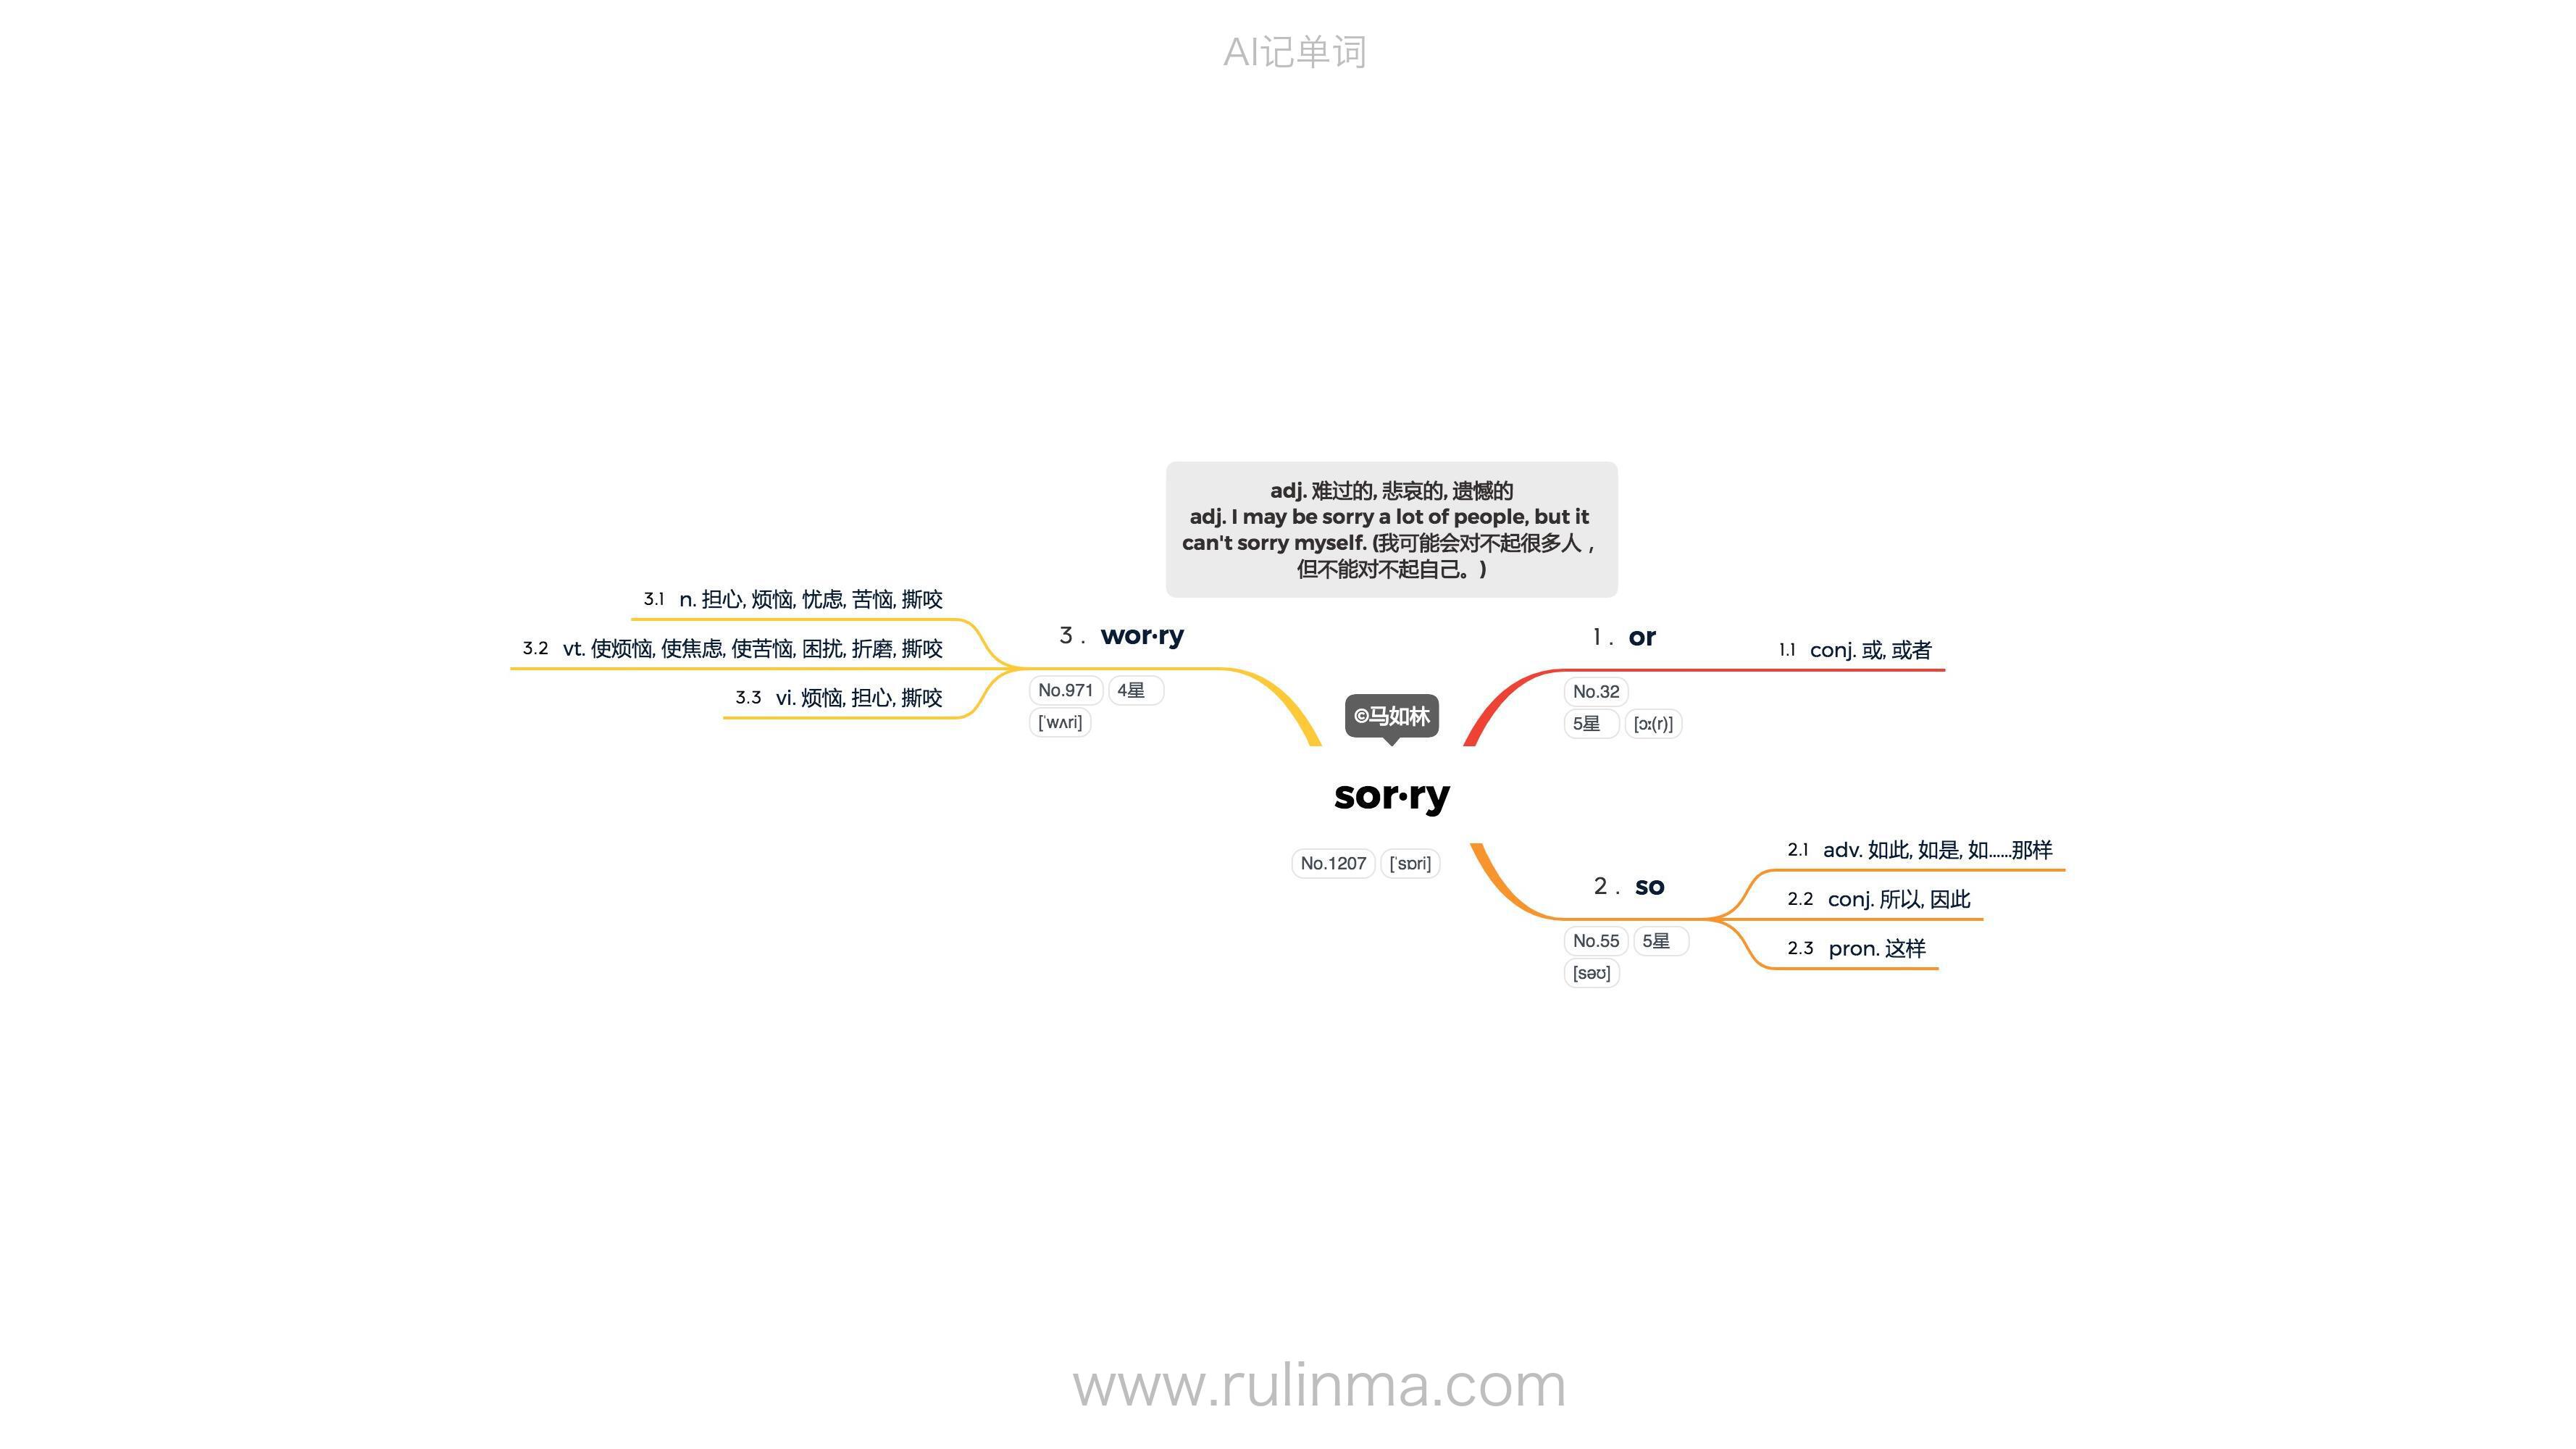 AI记单词
adj. 难过的, 悲哀的, 遗憾的
adj. I may be sorry a lot of people, but it
can't sorry myself. (我可能会对不起很多人，
但不能对不起自己。)
©马如林
sor·ry
No.1207 [ˈsɒri]
1 . or
No.32
5星 [ɔː(r)]
1.1 conj. 或, 或者
2 . so
No.55 5星
[səʊ]
2.1 adv. 如此, 如是, 如......那样
2.2 conj. 所以, 因此
2.3 pron. 这样
3 . wor·ry
No.971 4星
[ˈwʌri]
3.1 n. 担心, 烦恼, 忧虑, 苦恼, 撕咬
3.2 vt. 使烦恼, 使焦虑, 使苦恼, 困扰, 折磨, 撕咬
3.3 vi. 烦恼, 担心, 撕咬
www.rulinma.com